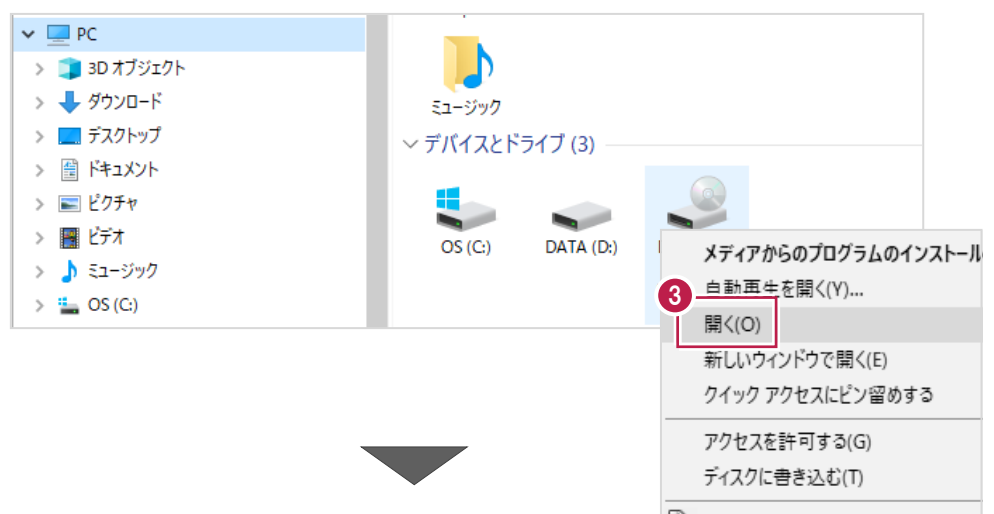 PC
3D オブジェクト
ダウンロード
デスクトップ
ドキュメント
ピクチャ
ビデオ
ミュージック
OS (C:)
ミュージック
デバイスとドライブ (3)
OS (C:)
DATA (D:)
メディアからのプログラムのインストール
自動再生を開く(Y)...
3
開く(O)
新しいウィンドウで開く(E)
クイック アクセスにピン留めする
アクセスを許可する(G)
ディスクに書き込む(T)